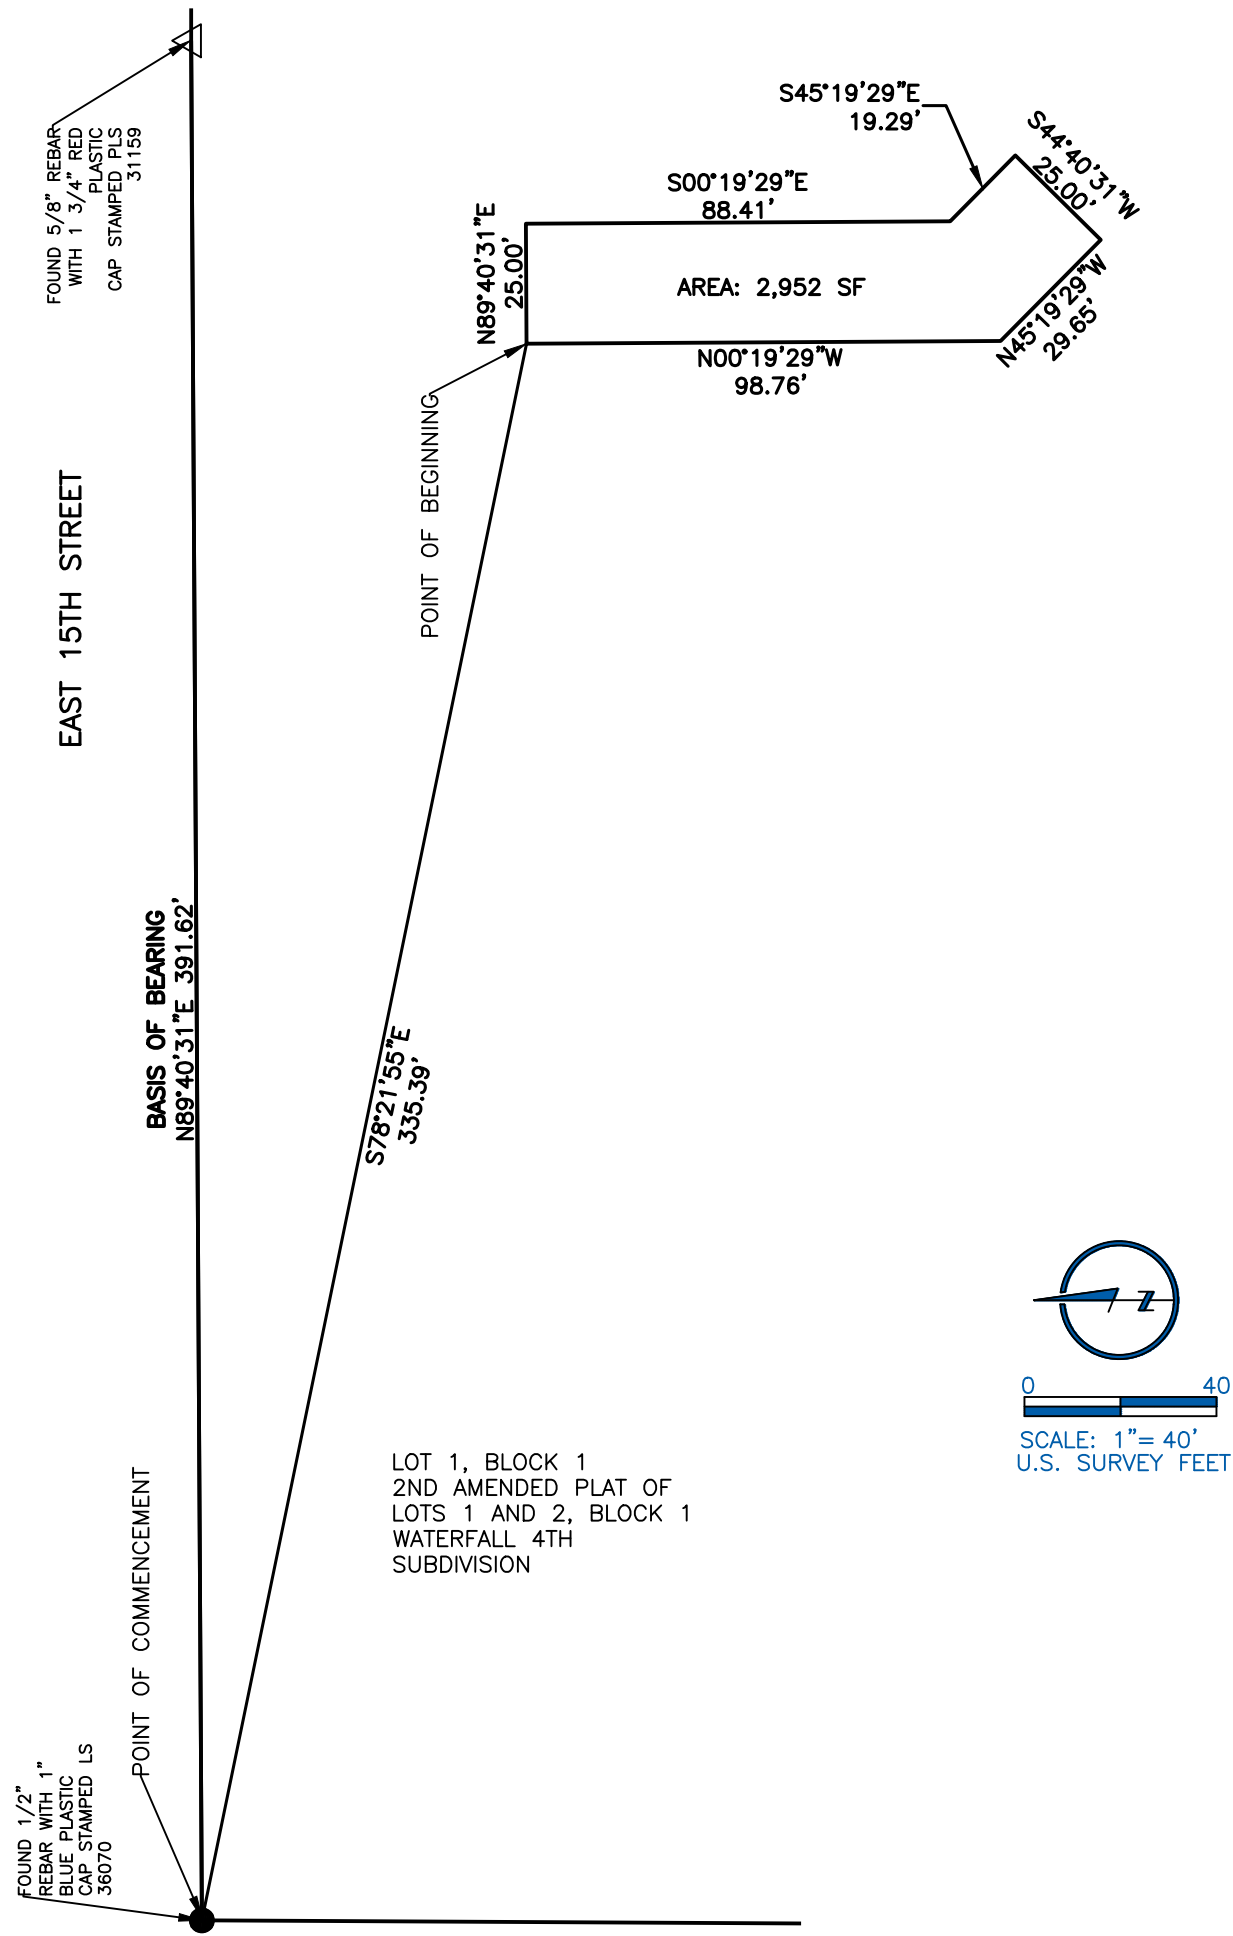 S45°19'29"E
19.29'
S44°40'31"W
25.00'
S00°19'29"E
88.41'
N89°40'31"E
25.00'
AREA: 2,952 SF
N45°19'29"W
29.65'
N00°19'29"W
98.76'
FOUND 5/8" REBAR
WITH 1 3/4" RED
PLASTIC
CAP STAMPED PLS
31159
POINT OF BEGINNING
EAST 15TH STREET
BASIS OF BEARING
N89°40'31"E 391.62'
S78°21'55"E
335.39'
N
0 40
SCALE: 1"= 40'
U.S. SURVEY FEET
LOT 1, BLOCK 1
2ND AMENDED PLAT OF
LOTS 1 AND 2, BLOCK 1
WATERFALL 4TH
SUBDIVISION
POINT OF COMMENCEMENT
FOUND 1/2"
REBAR WITH 1"
BLUE PLASTIC
CAP STAMPED LS
36070